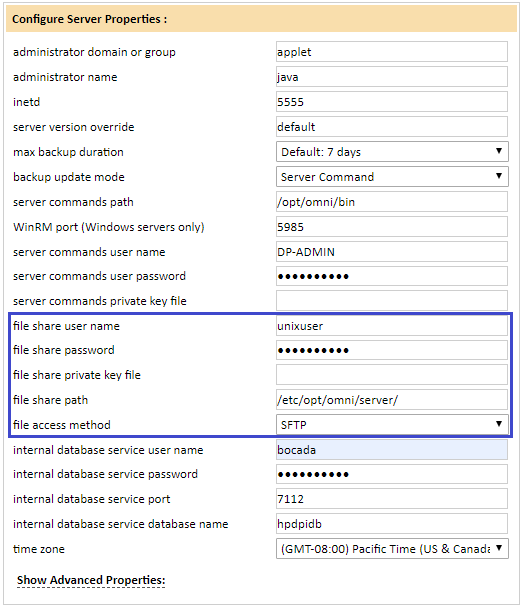 Configure Server Properties :
administrator domain or group applet
administrator name java
inetd 5555
server version override default
max backup duration Default: 7 days
backup update mode Server Command
server commands path /opt/omni/bin
WinRM port (Windows servers only) 5985
server commands user name DP-ADMIN
server commands user password ●●●●●●●●●●
server commands private key file
file share user name unixuser
file share password ●●●●●●●●●●
file share private key file
file share path /etc/opt/omni/server/
file access method SFTP
internal database service user name bocada
internal database service password ●●●●●●●●●●
internal database service port 7112
internal database service database name hpdpidb
time zone (GMT-08:00) Pacific Time (US & Canada
Show Advanced Properties: